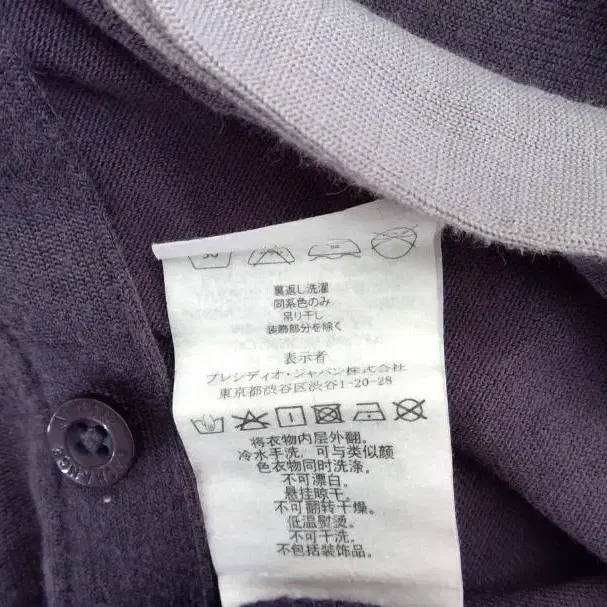 30
裏返し洗濯
同系色のみ
吊り干し
装飾部分を除く
表示者
プレシディオ・ジャパン株式会社
東京都渋谷区渋谷1-20-28
将衣物内层外翻。
冷水手洗，可与类似颜
色衣物同时洗涤。
不可漂白。
悬挂晾干。
不可翻转干燥。
低温熨烫。
不可干洗。
不包括装饰品。